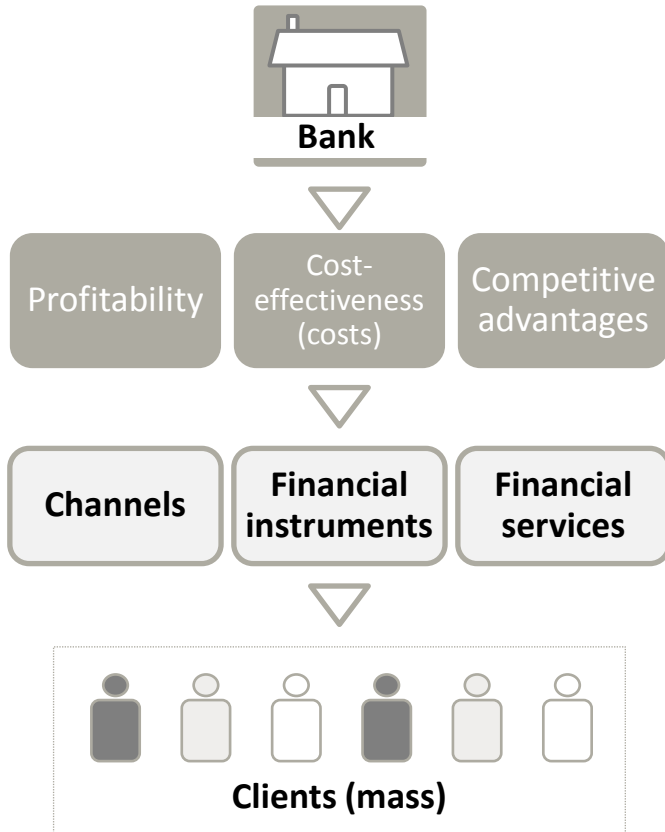 Bank
Profitability
Cost-
effectiveness
(costs)
Competitive
advantages
Channels
Financial
instruments
Financial
services
Clients (mass)